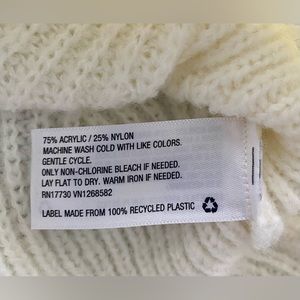 75% ACRYLIC / 25% NYLON
MACHINE WASH COLD WITH LIKE COLORS.
GENTLE CYCLE.
ONLY NON-CHLORINE BLEACH IF NEEDED.
LAY FLAT TO DRY. WARM IRON IF NEEDED.
RN17730 VN1268582
LABEL MADE FROM 100% RECYCLED PLASTIC